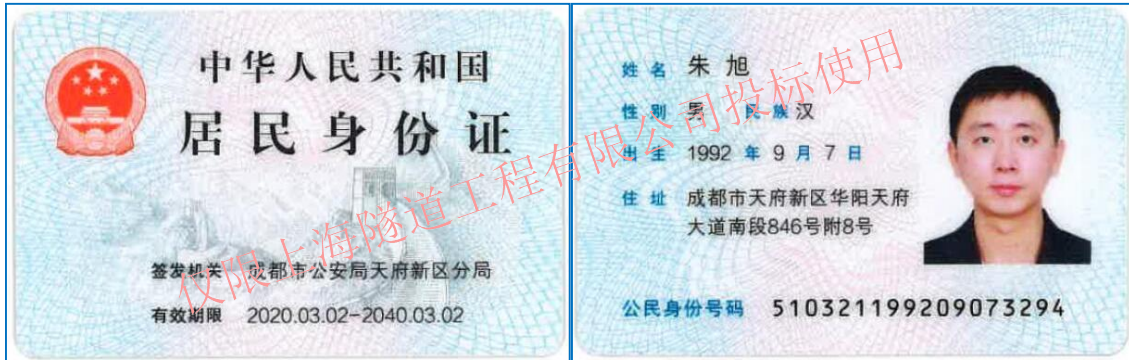 中华人民共和国
居民身份证
签发机关 成都市公安局天府新区分局
有效期限 2020.03.02-2040.03.02
姓名 朱旭
性别 男 民族 汉
出生 1992 年 9 月 7 日
住址 成都市天府新区华阳天府
大道南段846号附8号
公民身份号码 510321199209073294
仅限上海隧道工程有限公司投标使用